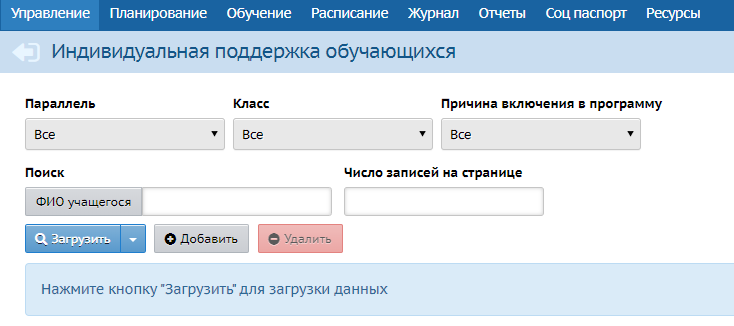 Управление Планирование Обучение Расписание Журнал Отчеты Соц паспорт Ресурсы
Индивидуальная поддержка обучающихся
Параллель Класс Причина включения в программу
Все Все Все
Поиск Число записей на странице
ФИО учащегося
Загрузить Добавить Удалить
Нажмите кнопку "Загрузить" для загрузки данных